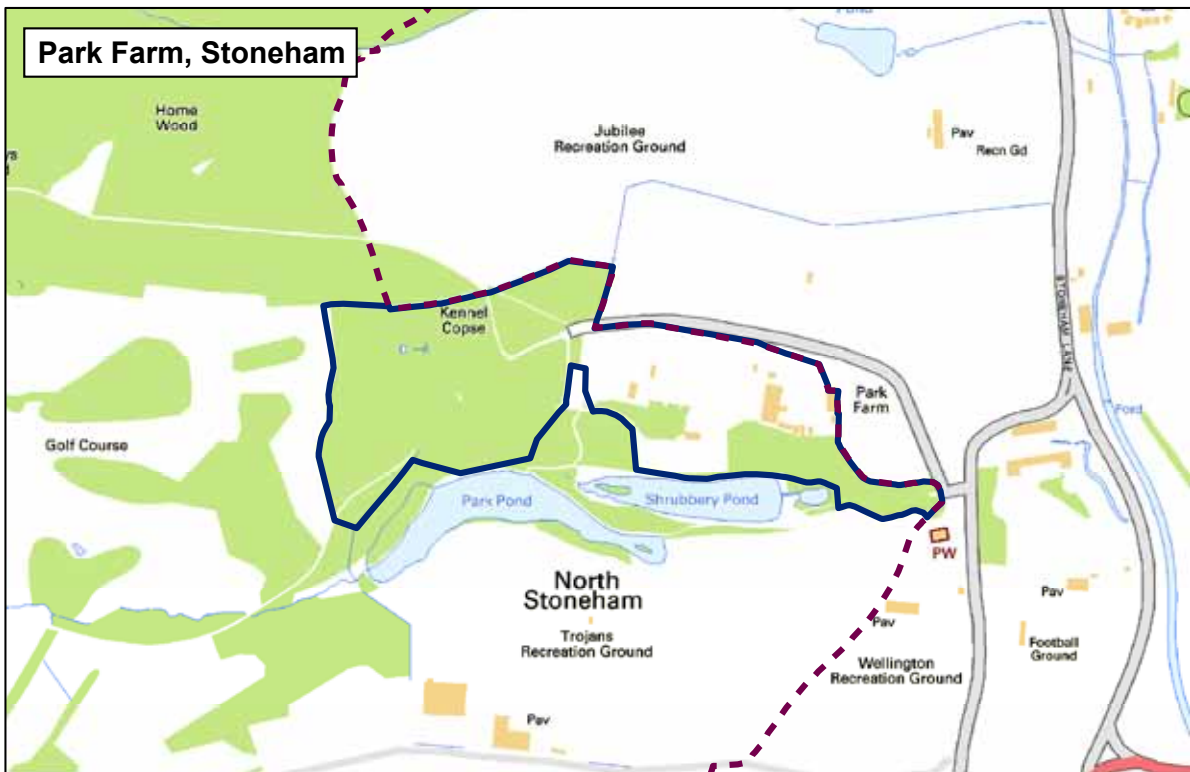 Park Farm, Stoneham
Pond
Home
Wood
Jubilee
Recreation Ground
Pav
Recn Gd
STONEHAM LANE
Kennel
Copse
Park
Farm
Ford
Golf Course
Park Pond
Shrubbery Pond
PW
North
Stoneham
Trojans
Recreation Ground
Pav
Pav
Football
Ground
Wellington
Recreation Ground
Pav